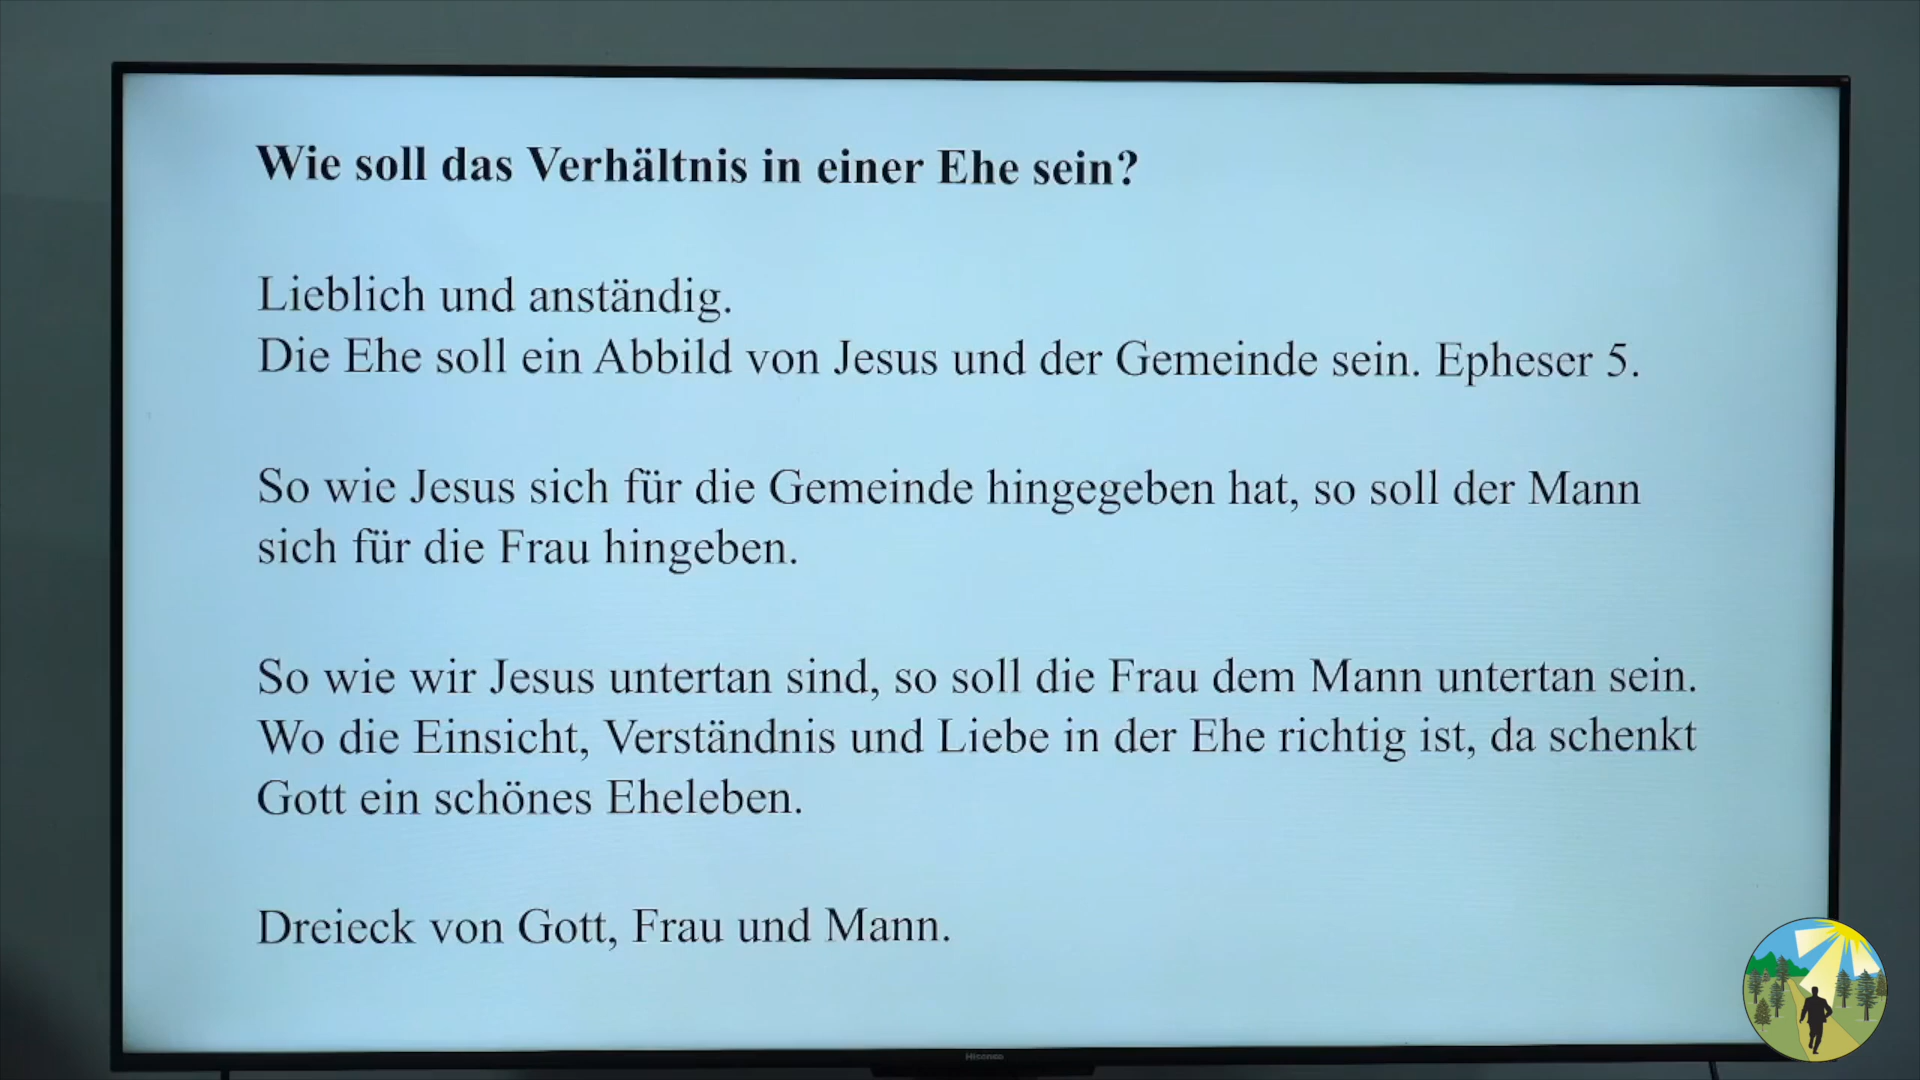 Wie soll das Verhältnis in einer Ehe sein?
Lieblich und anständig.
Die Ehe soll ein Abbild von Jesus und der Gemeinde sein. Epheser 5.
So wie Jesus sich für die Gemeinde hingegeben hat, so soll der Mann
sich für die Frau hingeben.
So wie wir Jesus untertan sind, so soll die Frau dem Mann untertan sein.
Wo die Einsicht, Verständnis und Liebe in der Ehe richtig ist, da schenkt
Gott ein schönes Eheleben.
Dreieck von Gott, Frau und Mann.
Hisense